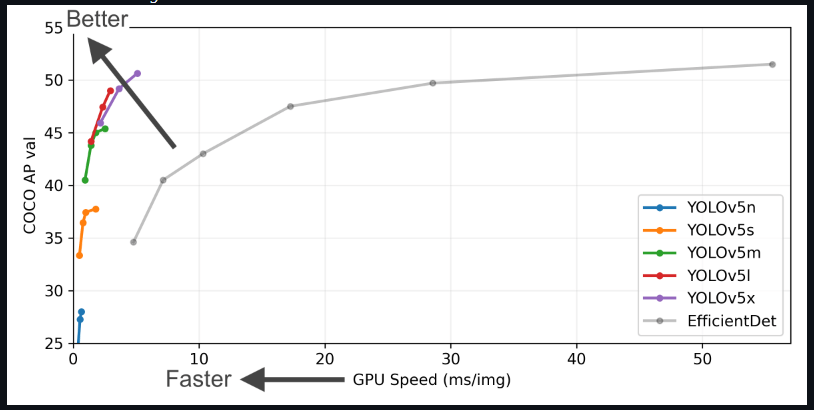 Better
55
50
45
40
35
30
25
COCO AP val
YOLOv5n
YOLOv5s
YOLOv5m
YOLOv5l
YOLOv5x
EfficientDet
0 10 20 30 40 50
Faster GPU Speed (ms/img)